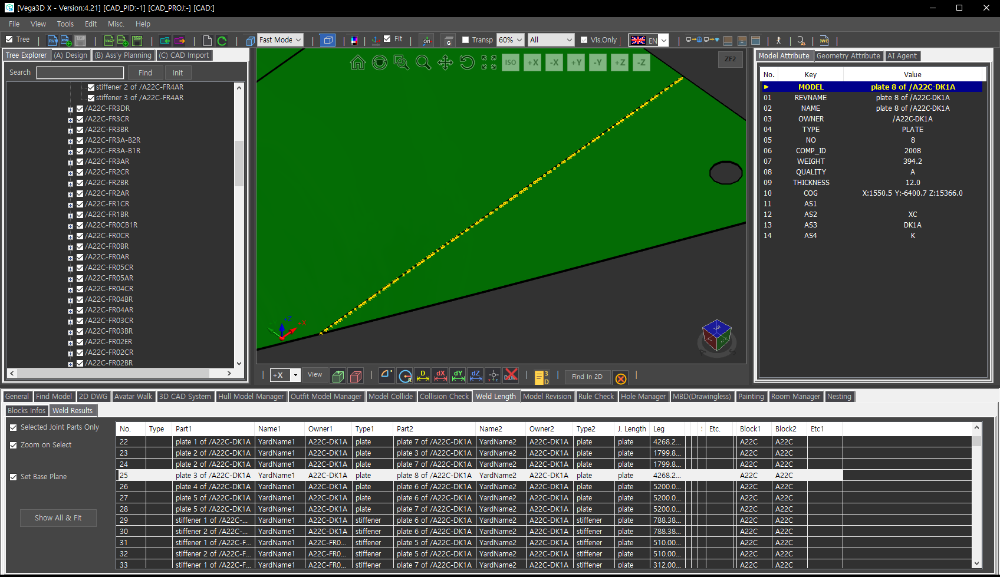 [Vega3D X - Version:4.21] [CAD_PID:-1] [CAD_PROJ:-] [CAD:]
File View Tools Edit Misc. Help
Tree Fast Mode Fit Ori G Transp 60% All Vis.Only EN
Tree Explorer (A) Design (B) Ass'y Planning (C) CAD Import
Search Find Init
stiffener 2 of /A22C-FR4AR
stiffener 3 of /A22C-FR4AR
/A22C-FR3DR
/A22C-FR3CR
/A22C-FR3BR
/A22C-FR3A-B2R
/A22C-FR3A-B1R
/A22C-FR3AR
/A22C-FR2CR
/A22C-FR2BR
/A22C-FR2AR
/A22C-FR1CR
/A22C-FR1BR
/A22C-FR0CB1R
/A22C-FR0CR
/A22C-FR0BR
/A22C-FR0AR
/A22C-FR05CR
/A22C-FR05AR
/A22C-FR04CR
/A22C-FR04BR
/A22C-FR04AR
/A22C-FR03CR
/A22C-FR03BR
/A22C-FR02ER
/A22C-FR02CR
/A22C-FR02BR
ISO +X -X +Y -Y +Z -Z ZF2
+Z +X
+X View D dX dY dZ 3 D Find In 2D
Model Attribute Geometry Attribute AI Agent
No. Key Value
MODEL plate 8 of /A22C-DK1A
01 REVNAME plate 8 of /A22C-DK1A
02 NAME plate 8 of /A22C-DK1A
03 OWNER /A22C-DK1A
04 TYPE PLATE
05 NO 8
06 COMP_ID 2008
07 WEIGHT 394.2
08 QUALITY A
09 THICKNESS 12.0
10 COG X:1550.5 Y:-6400.7 Z:15366.0
11 AS1
12 AS2 XC
13 AS3 DK1A
14 AS4 K
General Find Model 2D DWG Avatar Walk 3D CAD System Hull Model Manager Outfit Model Manager Model Collide Collision Check Weld Length Model Revision Rule Check Hole Manager MBD(Drawingless) Painting Room Manager Nesting
Blocks Infos Weld Results
Selected Joint Parts Only
Zoom on Select
Set Base Plane
Show All & Fit
No. Type Part1 Name1 Owner1 Type1 Part2 Name2 Owner2 Type2 J. Length Leg Etc. Block1 Block2 Etc1
22 plate 1 of /A22C-DK1A YardName1 A22C-DK1A plate plate 7 of /A22C-DK1A YardName2 A22C-DK1A plate plate 4268.2... A22C A22C
23 plate 2 of /A22C-DK1A YardName1 A22C-DK1A plate plate 3 of /A22C-DK1A YardName2 A22C-DK1A plate plate 1799.8... A22C A22C
24 plate 2 of /A22C-DK1A YardName1 A22C-DK1A plate plate 7 of /A22C-DK1A YardName2 A22C-DK1A plate plate 1799.8... A22C A22C
25 plate 3 of /A22C-DK1A YardName1 A22C-DK1A plate plate 8 of /A22C-DK1A YardName2 A22C-DK1A plate plate 4268.2... A22C A22C
26 plate 4 of /A22C-DK1A YardName1 A22C-DK1A plate plate 6 of /A22C-DK1A YardName2 A22C-DK1A plate plate 5200.0... A22C A22C
27 plate 5 of /A22C-DK1A YardName1 A22C-DK1A plate plate 6 of /A22C-DK1A YardName2 A22C-DK1A plate plate 5200.0... A22C A22C
28 plate 5 of /A22C-DK1A YardName1 A22C-DK1A plate plate 7 of /A22C-DK1A YardName2 A22C-DK1A plate plate 5200.0... A22C A22C
29 stiffener 1 of /A22C-... YardName1 A22C-DK1A stiffener plate 6 of /A22C-DK1A YardName2 A22C-DK1A stiffener plate 788.38... A22C A22C
30 stiffener 2 of /A22C-... YardName1 A22C-DK1A stiffener plate 6 of /A22C-DK1A YardName2 A22C-DK1A stiffener plate 788.38... A22C A22C
31 stiffener 1 of /A22C-F... YardName1 A22C-FR0... stiffener plate 5 of /A22C-DK1A YardName2 A22C-DK1A stiffener plate 510.00... A22C A22C
32 stiffener 2 of /A22C-F... YardName1 A22C-FR0... stiffener plate 5 of /A22C-DK1A YardName2 A22C-DK1A stiffener plate 510.00... A22C A22C
33 stiffener 1 of /A22C-F... YardName1 A22C-FR0... stiffener plate 7 of /A22C-DK1A YardName2 A22C-DK1A stiffener plate 312.00... A22C A22C